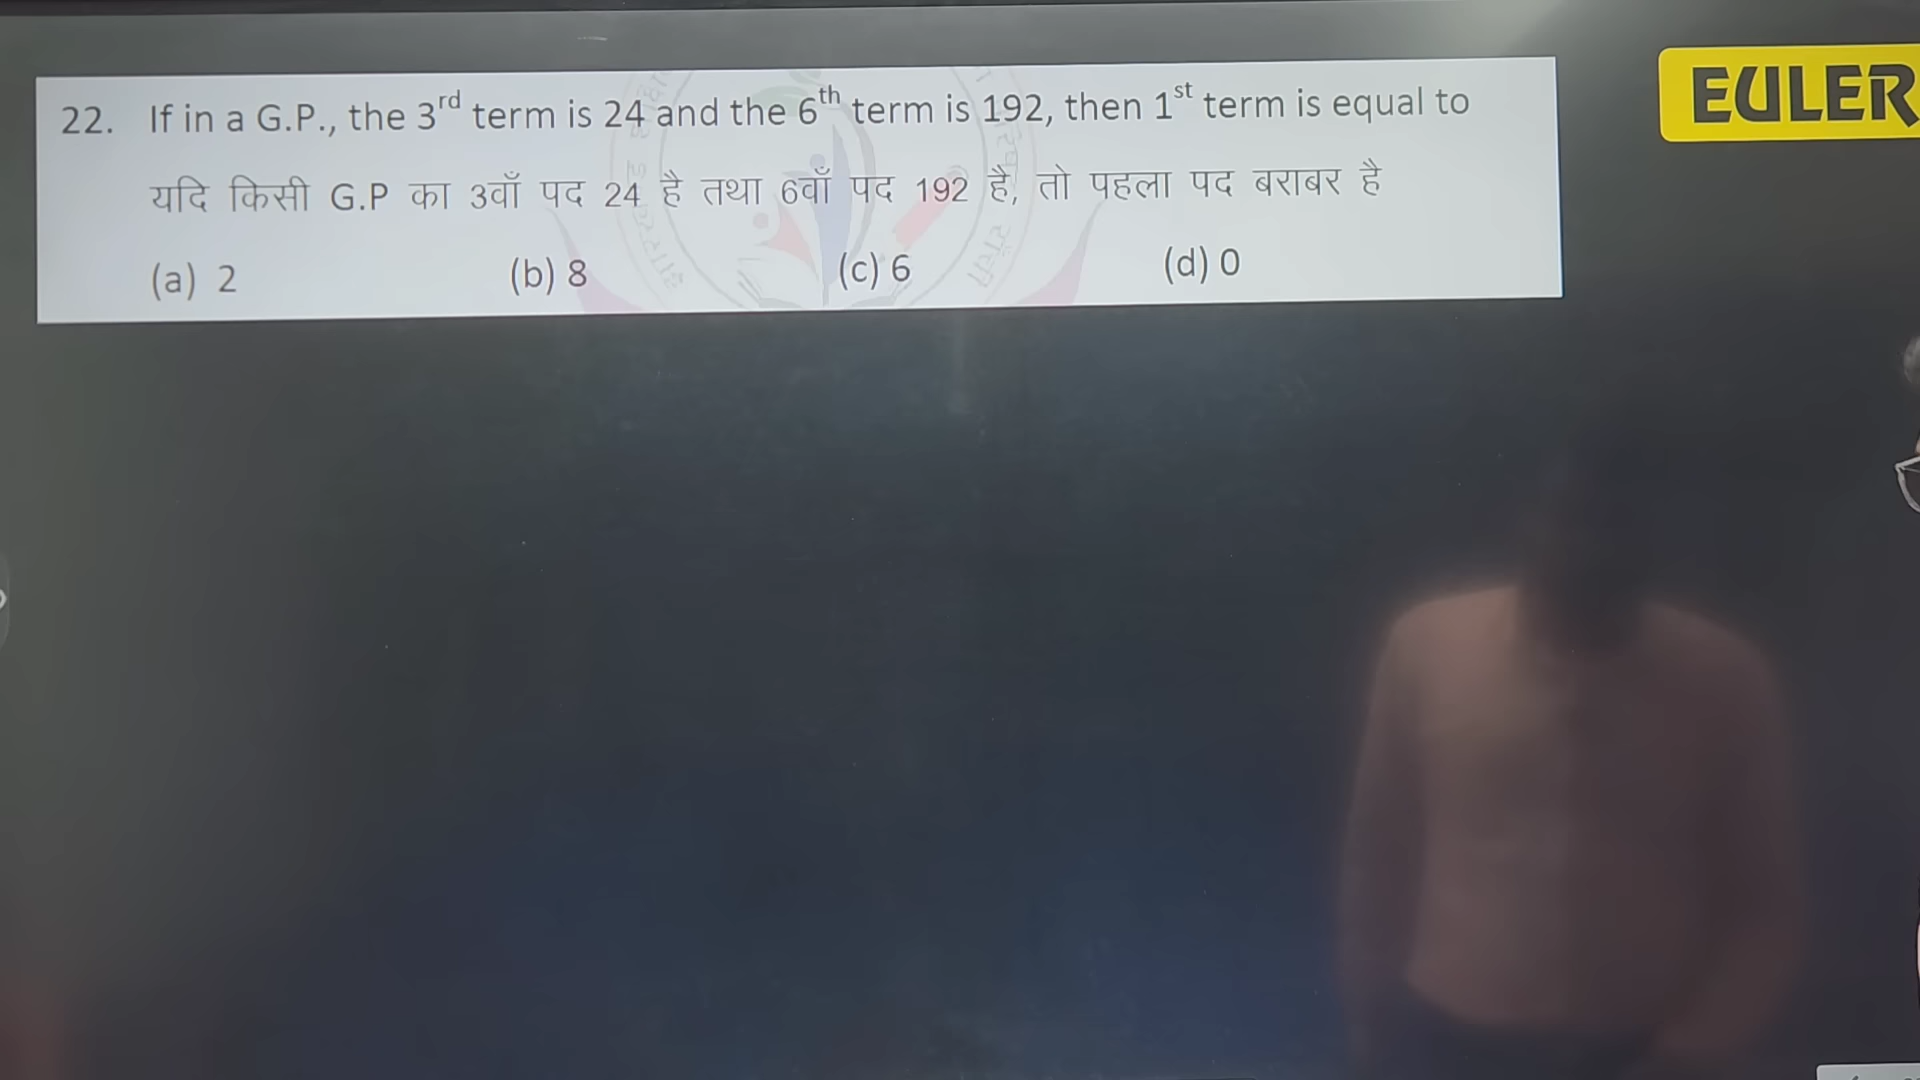 EULER
22. If in a G.P., the 3rd term is 24 and the 6th term is 192, then 1st term is equal to
यदि किसी G.P का 3वाँ पद 24 है तथा 6वाँ पद 192 है, तो पहला पद बराबर है
(a) 2 (b) 8 (c) 6 (d) 0